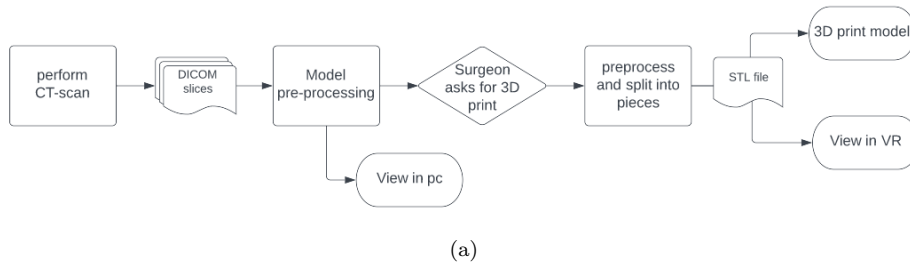 perform
CT-scan
DICOM
slices
Model
pre-processing
Surgeon
asks for 3D
print
preprocess
and split into
pieces
STL file
3D print model
View in VR
View in pc
(a)